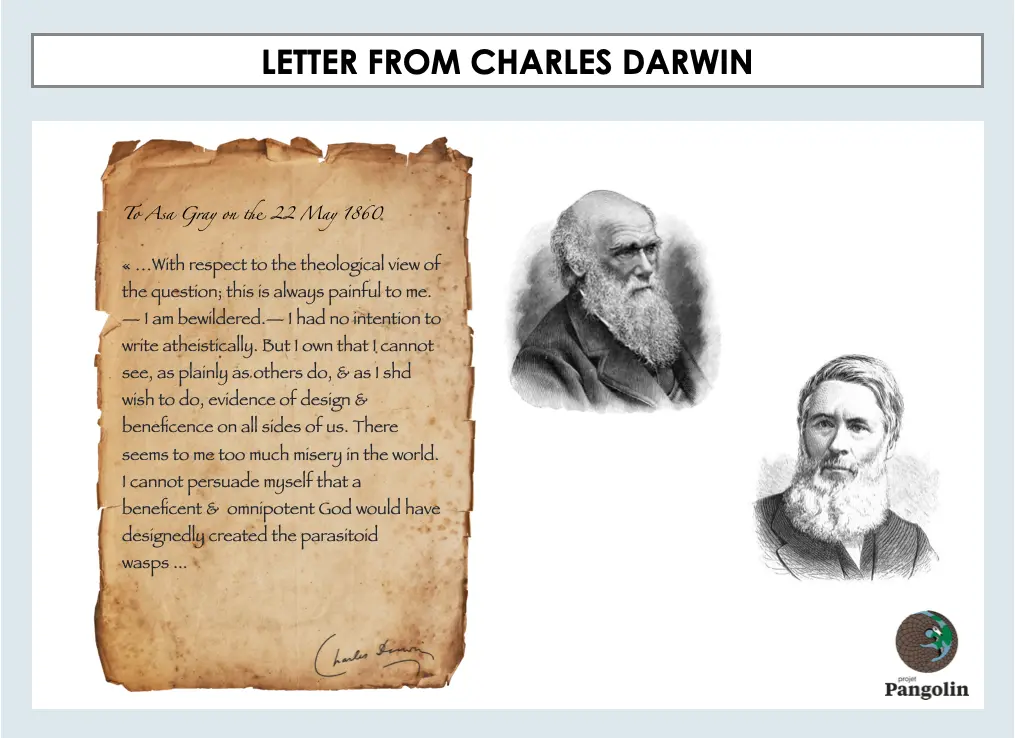 LETTER FROM CHARLES DARWIN
To Asa Gray on the 22 May 1860.
« ...With respect to the theological view of
the question; this is always painful to me.
— I am bewildered.— I had no intention to
write atheistically. But I own that I cannot
see, as plainly as others do, & as I shd
wish to do, evidence of design &
beneficence on all sides of us. There
seems to me too much misery in the world.
I cannot persuade myself that a
beneficent & omnipotent God would have
designedly created the parasitoid
wasps ...
Charles Darwin
projet
Pangolin